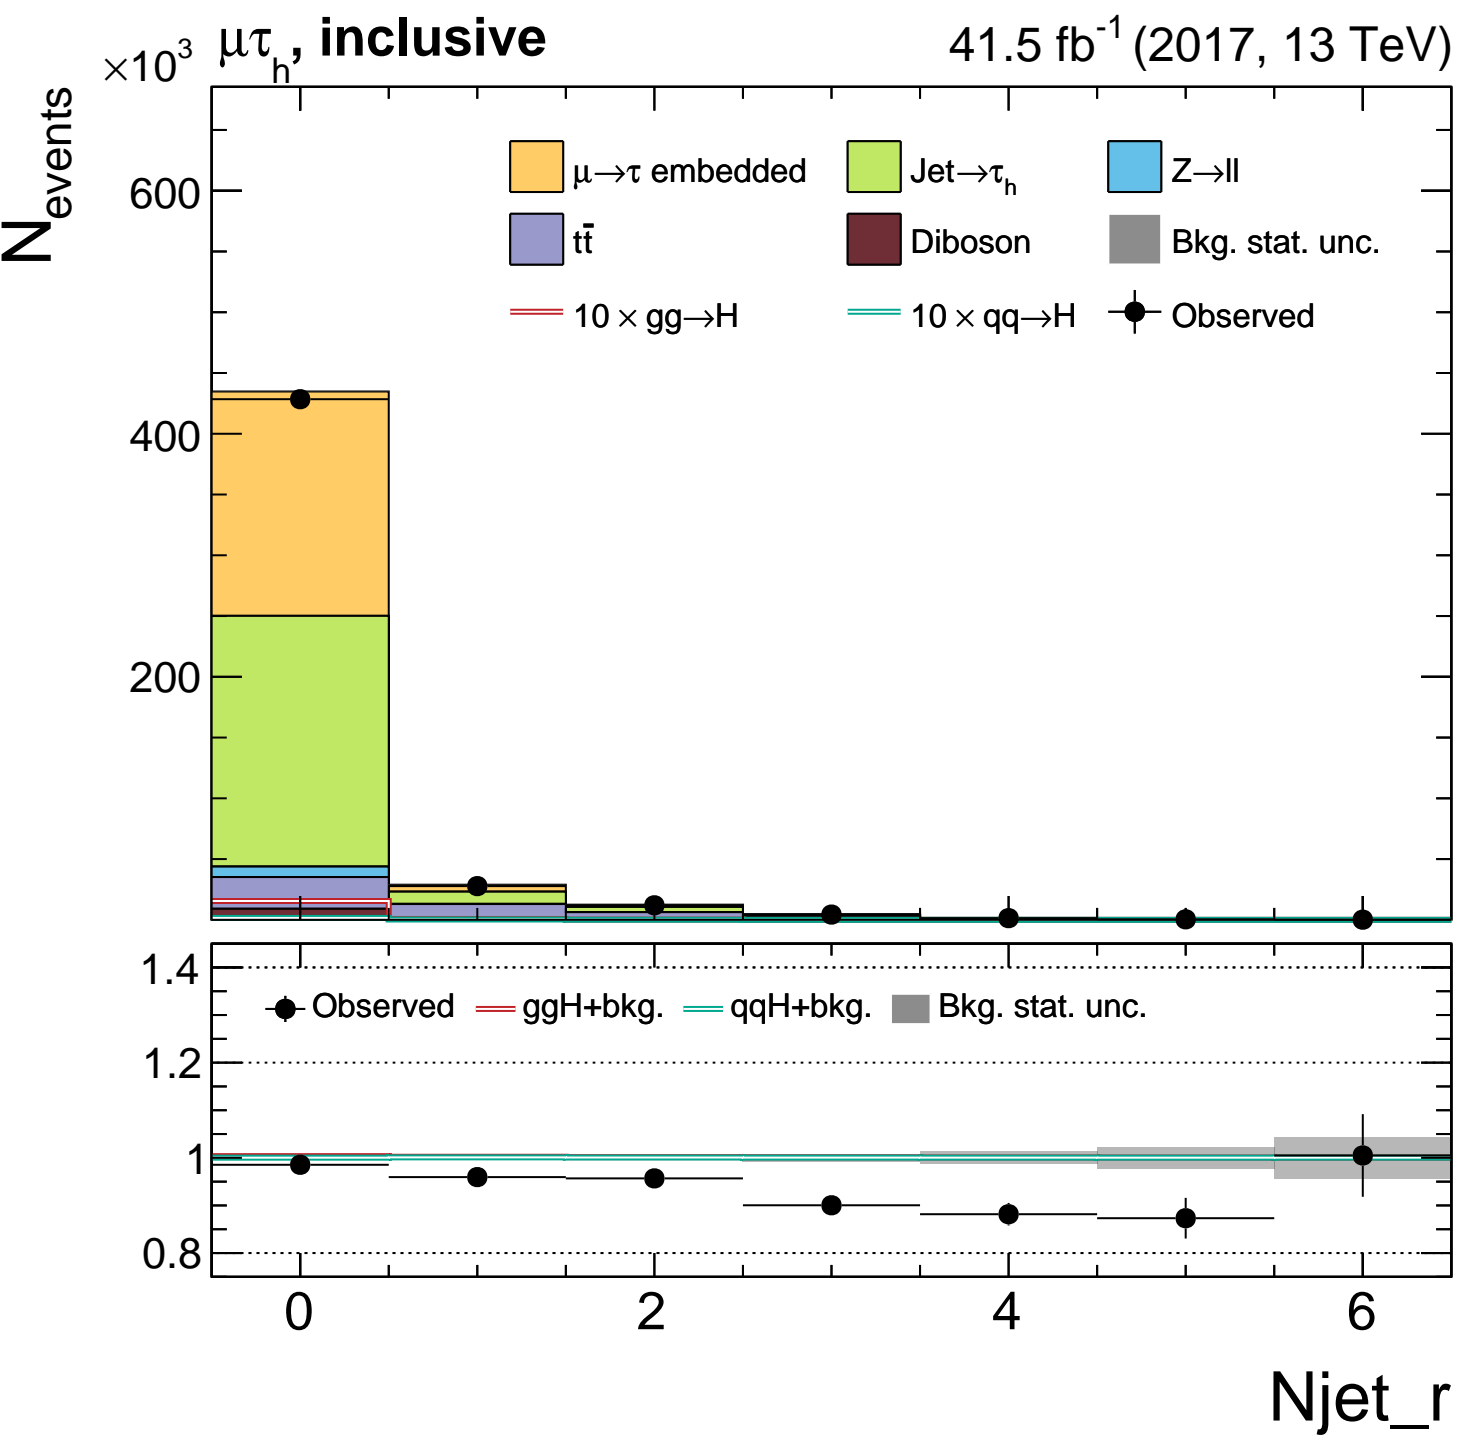 ×10³ μτₕ, inclusive 41.5 fb⁻¹ (2017, 13 TeV)
N_events
600
400
200
μ→τ embedded Jet→τₕ Z→ll
tt̄ Diboson Bkg. stat. unc.
10 × gg→H 10 × qq→H Observed
1.4
1.2
1
0.8
Observed ggH+bkg. qqH+bkg. Bkg. stat. unc.
0 2 4 6
Njet_r